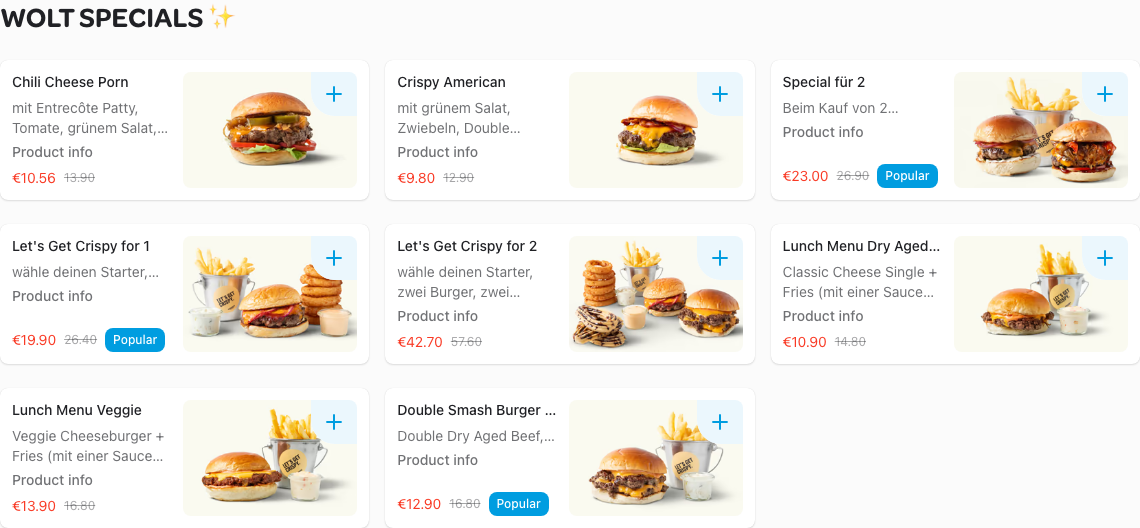 WOLT SPECIALS ✨
Chili Cheese Porn
mit Entrecôte Patty,
Tomate, grünem Salat,...
Product info
€10.56 13.90
Crispy American
mit grünem Salat,
Zwiebeln, Double...
Product info
€9.80 12.90
Special für 2
Beim Kauf von 2...
Product info
€23.00 26.90 Popular
Let's Get Crispy for 1
wähle deinen Starter,...
Product info
€19.90 26.40 Popular
Let's Get Crispy for 2
wähle deinen Starter,
zwei Burger, zwei...
Product info
€42.70 57.60
Lunch Menu Dry Aged...
Classic Cheese Single +
Fries (mit einer Sauce...
Product info
€10.90 14.80
Lunch Menu Veggie
Veggie Cheeseburger +
Fries (mit einer Sauce...
Product info
€13.90 16.80
Double Smash Burger ...
Double Dry Aged Beef,...
Product info
€12.90 16.80 Popular
LET'S GET
CRISPY.